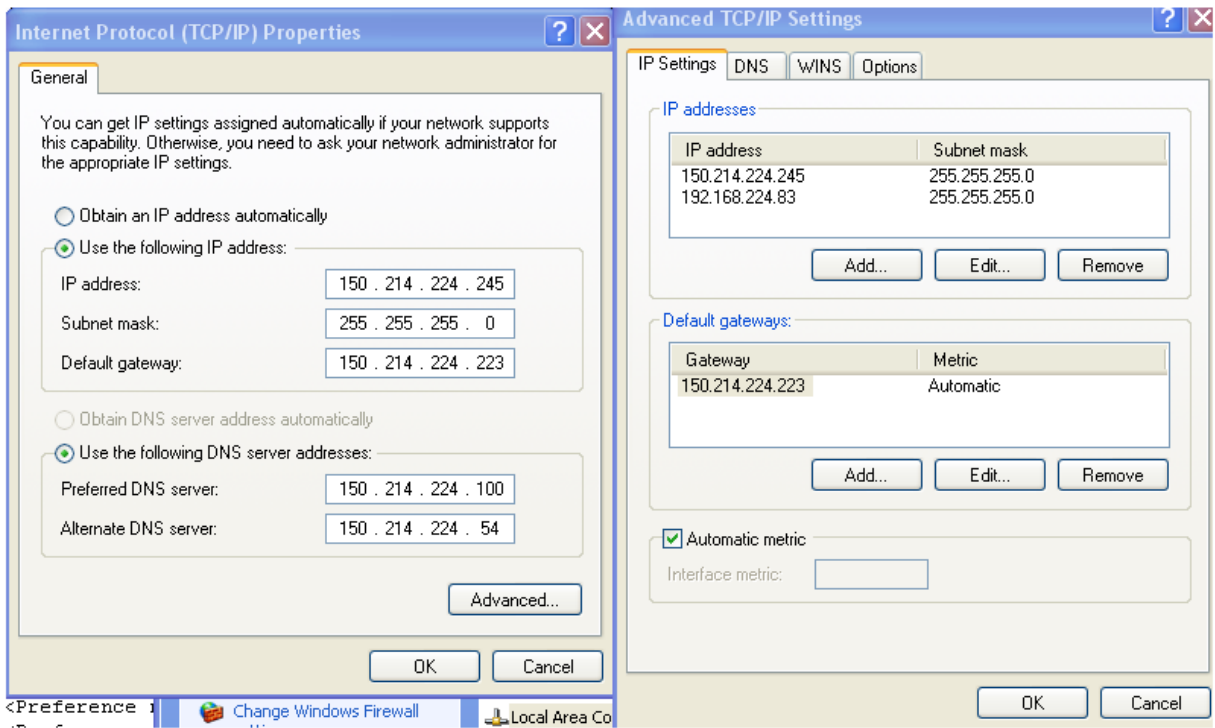 Internet Protocol (TCP/IP) Properties
General
You can get IP settings assigned automatically if your network supports
this capability. Otherwise, you need to ask your network administrator for
the appropriate IP settings.
Obtain an IP address automatically
Use the following IP address:
IP address: 150 . 214 . 224 . 245
Subnet mask: 255 . 255 . 255 . 0
Default gateway: 150 . 214 . 224 . 223
Obtain DNS server address automatically
Use the following DNS server addresses:
Preferred DNS server: 150 . 214 . 224 . 100
Alternate DNS server: 150 . 214 . 224 . 54
Advanced...
OK Cancel
<Preference
Change Windows Firewall
Local Area Co
Advanced TCP/IP Settings
IP Settings DNS WINS Options
IP addresses
IP address Subnet mask
150.214.224.245 255.255.255.0
192.168.224.83 255.255.255.0
Add... Edit... Remove
Default gateways:
Gateway Metric
150.214.224.223 Automatic
Add... Edit... Remove
Automatic metric
Interface metric:
OK Cancel